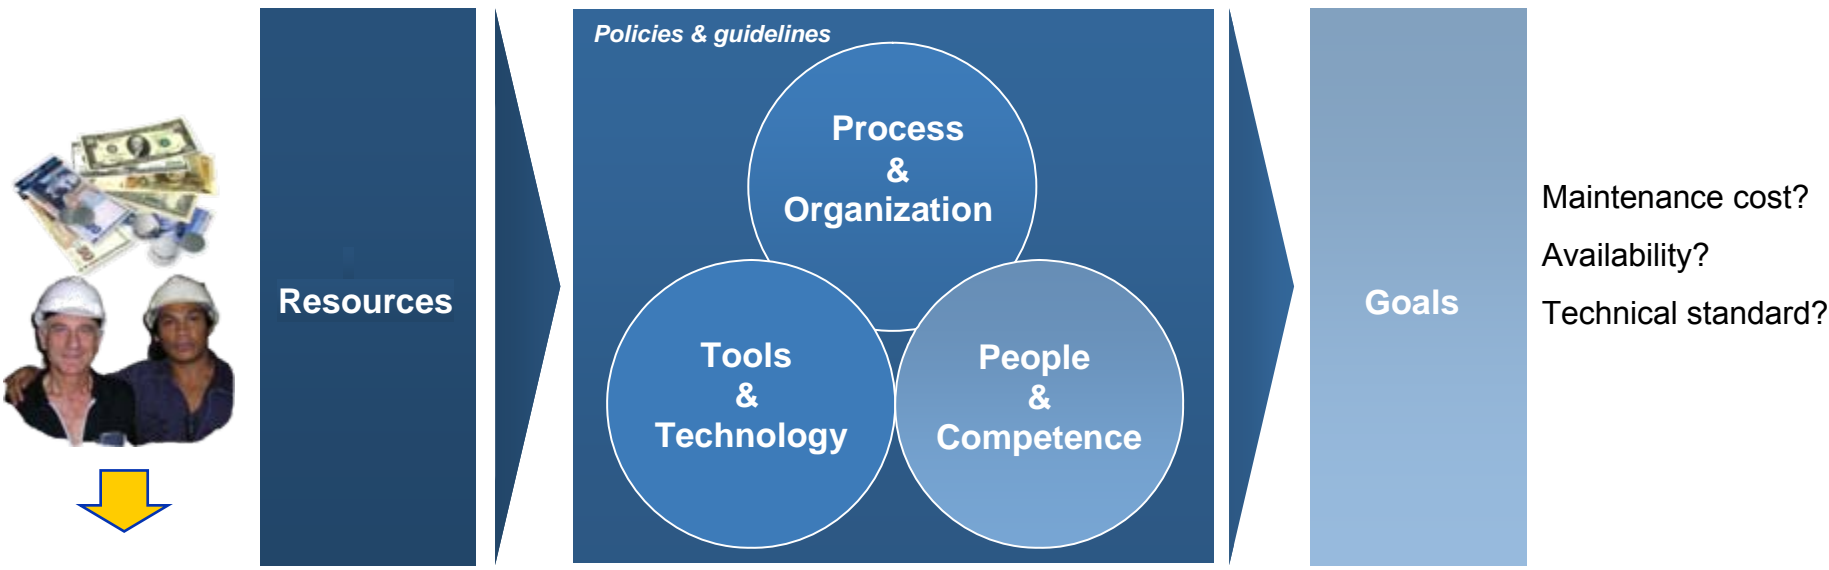 Policies & guidelines
Process
&
Organization
Resources
Tools
&
Technology
People
&
Competence
Goals
Maintenance cost?
Availability?
Technical standard?